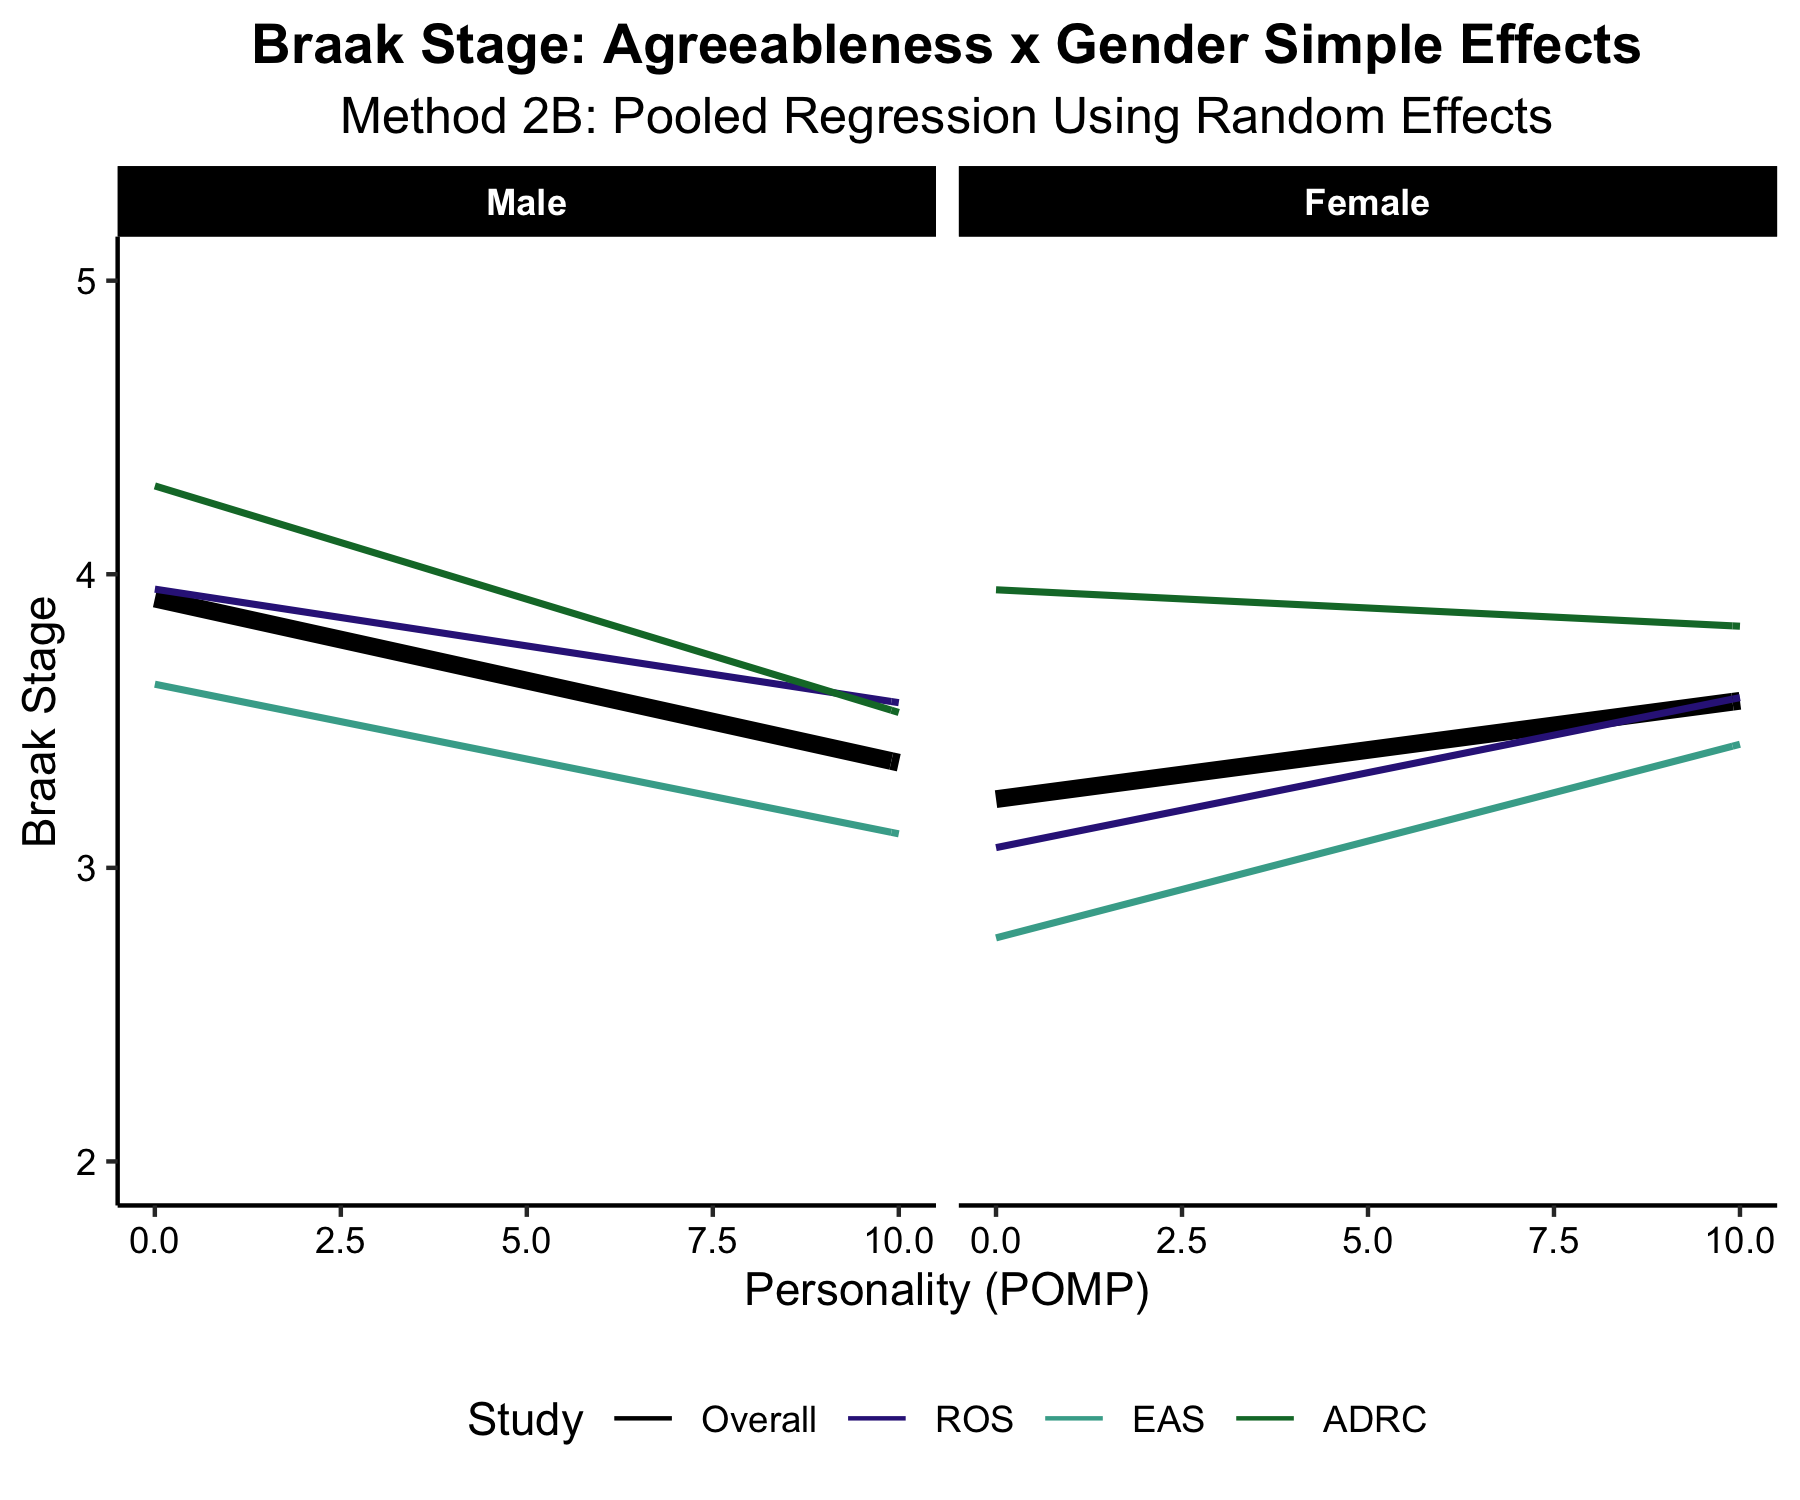 Braak Stage: Agreeableness x Gender Simple Effects
Method 2B: Pooled Regression Using Random Effects
Male
Female
Braak Stage
5
4
3
2
0.0 2.5 5.0 7.5 10.0
0.0 2.5 5.0 7.5 10.0
Personality (POMP)
Study Overall ROS EAS ADRC